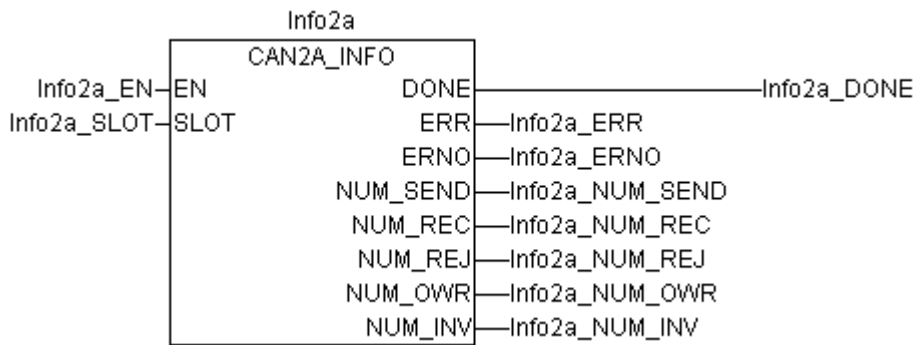 Info2a
CAN2A_INFO
Info2a_EN EN DONE Info2a_DONE
Info2a_SLOT SLOT ERR Info2a_ERR
ERNO Info2a_ERNO
NUM_SEND Info2a_NUM_SEND
NUM_REC Info2a_NUM_REC
NUM_REJ Info2a_NUM_REJ
NUM_OWR Info2a_NUM_OWR
NUM_INV Info2a_NUM_INV